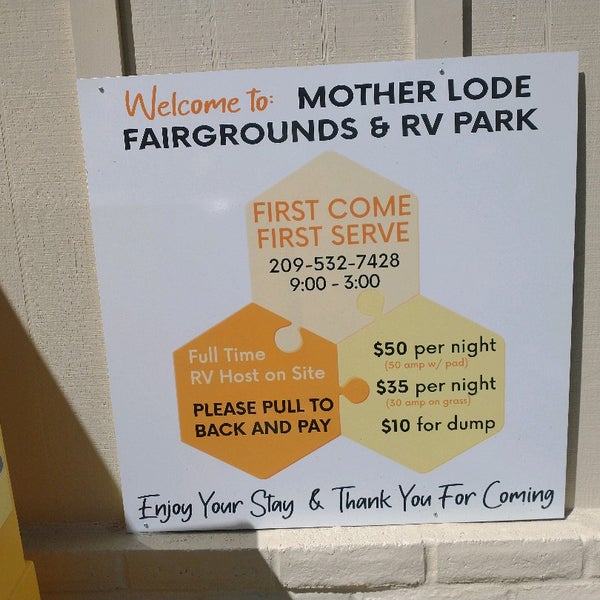 Welcome to: MOTHER LODE
FAIRGROUNDS & RV PARK
FIRST COME
FIRST SERVE
209-532-7428
9:00 - 3:00
Full Time
RV Host on Site
PLEASE PULL TO
BACK AND PAY
$50 per night
(50 amp w/ pad)
$35 per night
(30 amp on grass)
$10 for dump
Enjoy Your Stay & Thank You For Coming